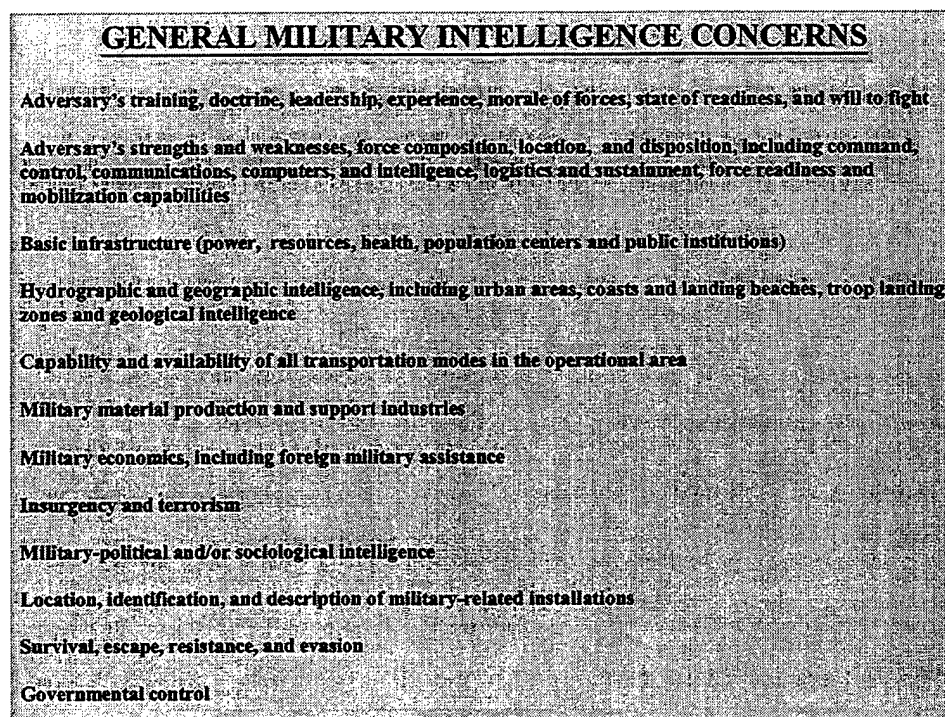 GENERAL MILITARY INTELLIGENCE CONCERNS
Adversary's training, doctrine, leadership, experience, morale of forces, state of readiness, and will to fight
Adversary's strengths and weaknesses, force composition, location, and disposition, including command,
control, communications, computers, and intelligence, logistics and sustainment, force readiness and
mobilization capabilities
Basic infrastructure (power, resources, health, population centers and public institutions)
Hydrographic and geographic intelligence, including urban areas, coasts and landing beaches, troop landing
zones and geological intelligence
Capability and availability of all transportation modes in the operational area
Military material production and support industries
Military economics, including foreign military assistance
Insurgency and terrorism
Military-political and/or sociological intelligence
Location, identification, and description of military-related installations
Survival, escape, resistance, and evasion
Governmental control